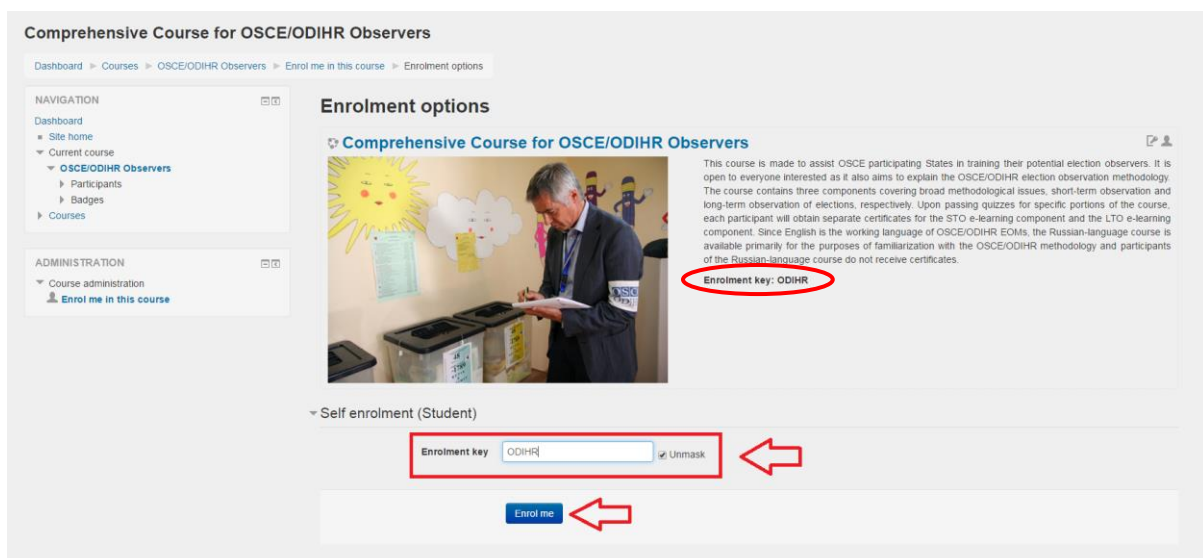 Comprehensive Course for OSCE/ODIHR Observers
Dashboard ► Courses ► OSCE/ODIHR Observers ► Enrol me in this course ► Enrolment options
NAVIGATION
Dashboard
Site home
Current course
OSCE/ODIHR Observers
Participants
Badges
Courses
ADMINISTRATION
Course administration
Enrol me in this course
Enrolment options
Comprehensive Course for OSCE/ODIHR Observers
This course is made to assist OSCE participating States in training their potential election observers. It is
open to everyone interested as it also aims to explain the OSCE/ODIHR election observation methodology.
The course contains three components covering broad methodological issues, short-term observation and
long-term observation of elections, respectively. Upon passing quizzes for specific portions of the course,
each participant will obtain separate certificates for the STO e-learning component and the LTO e-learning
component. Since English is the working language of OSCE/ODIHR EOMs, the Russian-language course is
available primarily for the purposes of familiarization with the OSCE/ODIHR methodology and participants
of the Russian-language course do not receive certificates.
Enrolment key: ODIHR
Self enrolment (Student)
Enrolment key ODIHR Unmask
Enrol me